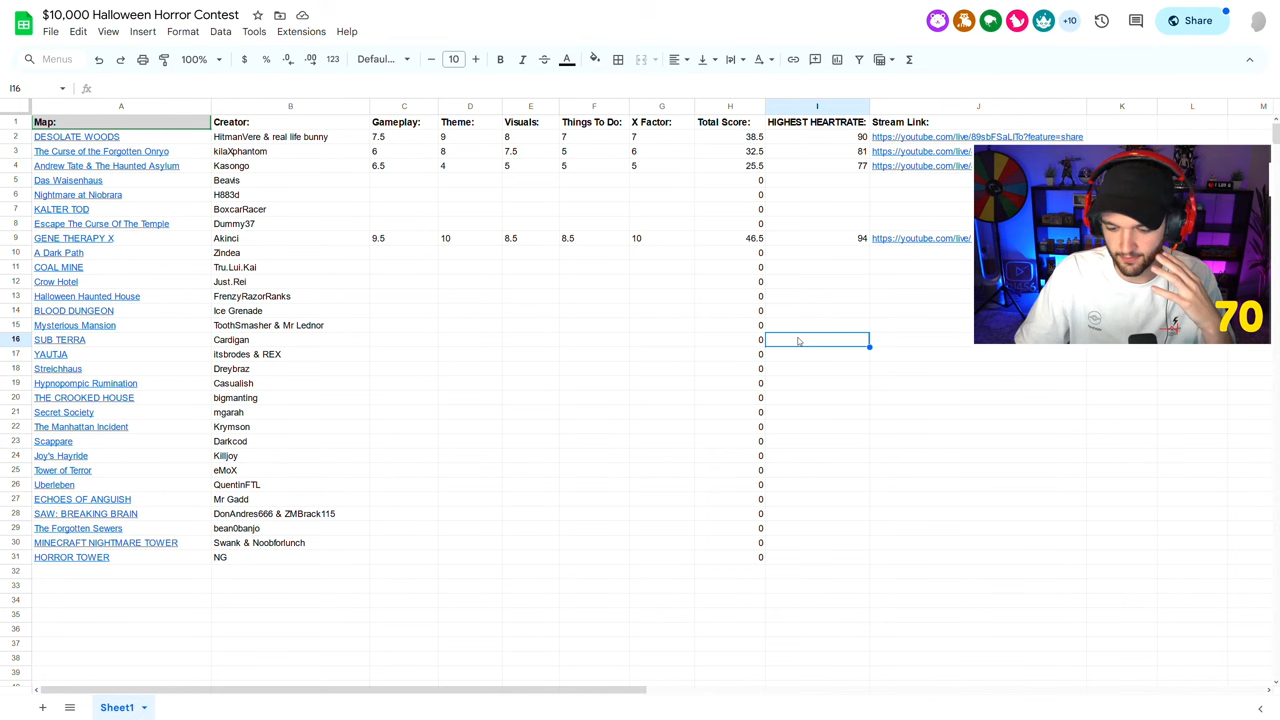 $10,000 Halloween Horror Contest
File Edit View Insert Format Data Tools Extensions Help
+10
Share
Menus 100% $ % .0 .00 123 Defaul... 10 B I A
I16
A B C D E F G H I J K L M
1 Map: Creator: Gameplay: Theme: Visuals: Things To Do: X Factor: Total Score: HIGHEST HEARTRATE: Stream Link:
2 DESOLATE WOODS HitmanVere & real life bunny 7.5 9 8 7 7 38.5 90 https://youtube.com/live/89sbFSaLlTo?feature=share
3 The Curse of the Forgotten Onryo kilaXphantom 6 8 7.5 5 6 32.5 81 https://youtube.com/live/
4 Andrew Tate & The Haunted Asylum Kasongo 6.5 4 5 5 5 25.5 77 https://youtube.com/live/
5 Das Waisenhaus Beavis 0
6 Nightmare at Niobrara H883d 0
7 KALTER TOD BoxcarRacer 0
8 Escape The Curse Of The Temple Dummy37 0
9 GENE THERAPY X Akinci 9.5 10 8.5 8.5 10 46.5 94 https://youtube.com/live/
10 A Dark Path Zindea 0
11 COAL MINE Tru.Lui.Kai 0
12 Crow Hotel Just.Rei 0
13 Halloween Haunted House FrenzyRazorRanks 0
14 BLOOD DUNGEON Ice Grenade 0
15 Mysterious Mansion ToothSmasher & Mr Lednor 0
16 SUB TERRA Cardigan 0
17 YAUTJA itsbrodes & REX 0
18 Streichhaus Dreybraz 0
19 Hypnopompic Rumination Casualish 0
20 THE CROOKED HOUSE bigmanting 0
21 Secret Society mgarah 0
22 The Manhattan Incident Krymson 0
23 Scappare Darkcod 0
24 Joy's Hayride Killjoy 0
25 Tower of Terror eMoX 0
26 Uberleben QuentinFTL 0
27 ECHOES OF ANGUISH Mr Gadd 0
28 SAW: BREAKING BRAIN DonAndres666 & ZMBrack115 0
29 The Forgotten Sewers bean0banjo 0
30 MINECRAFT NIGHTMARE TOWER Swank & Noobforlunch 0
31 HORROR TOWER NG 0
32
33
34
35
36
37
38
39
70
Sheet1